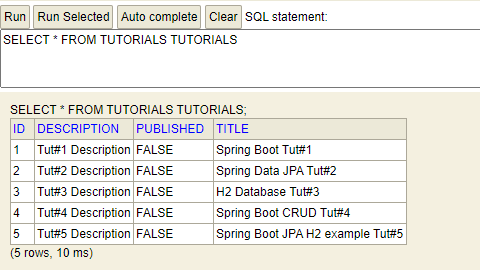 Run Run Selected Auto complete Clear SQL statement:
SELECT * FROM TUTORIALS TUTORIALS
SELECT * FROM TUTORIALS TUTORIALS;
ID DESCRIPTION PUBLISHED TITLE
1 Tut#1 Description FALSE Spring Boot Tut#1
2 Tut#2 Description FALSE Spring Data JPA Tut#2
3 Tut#3 Description FALSE H2 Database Tut#3
4 Tut#4 Description FALSE Spring Boot CRUD Tut#4
5 Tut#5 Description FALSE Spring Boot JPA H2 example Tut#5
(5 rows, 10 ms)